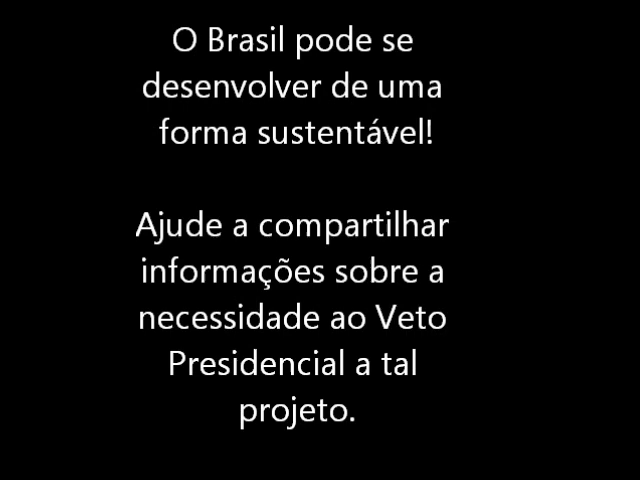 O Brasil pode se
desenvolver de uma
forma sustentável!
Ajude a compartilhar
informações sobre a
necessidade ao Veto
Presidencial a tal
projeto.